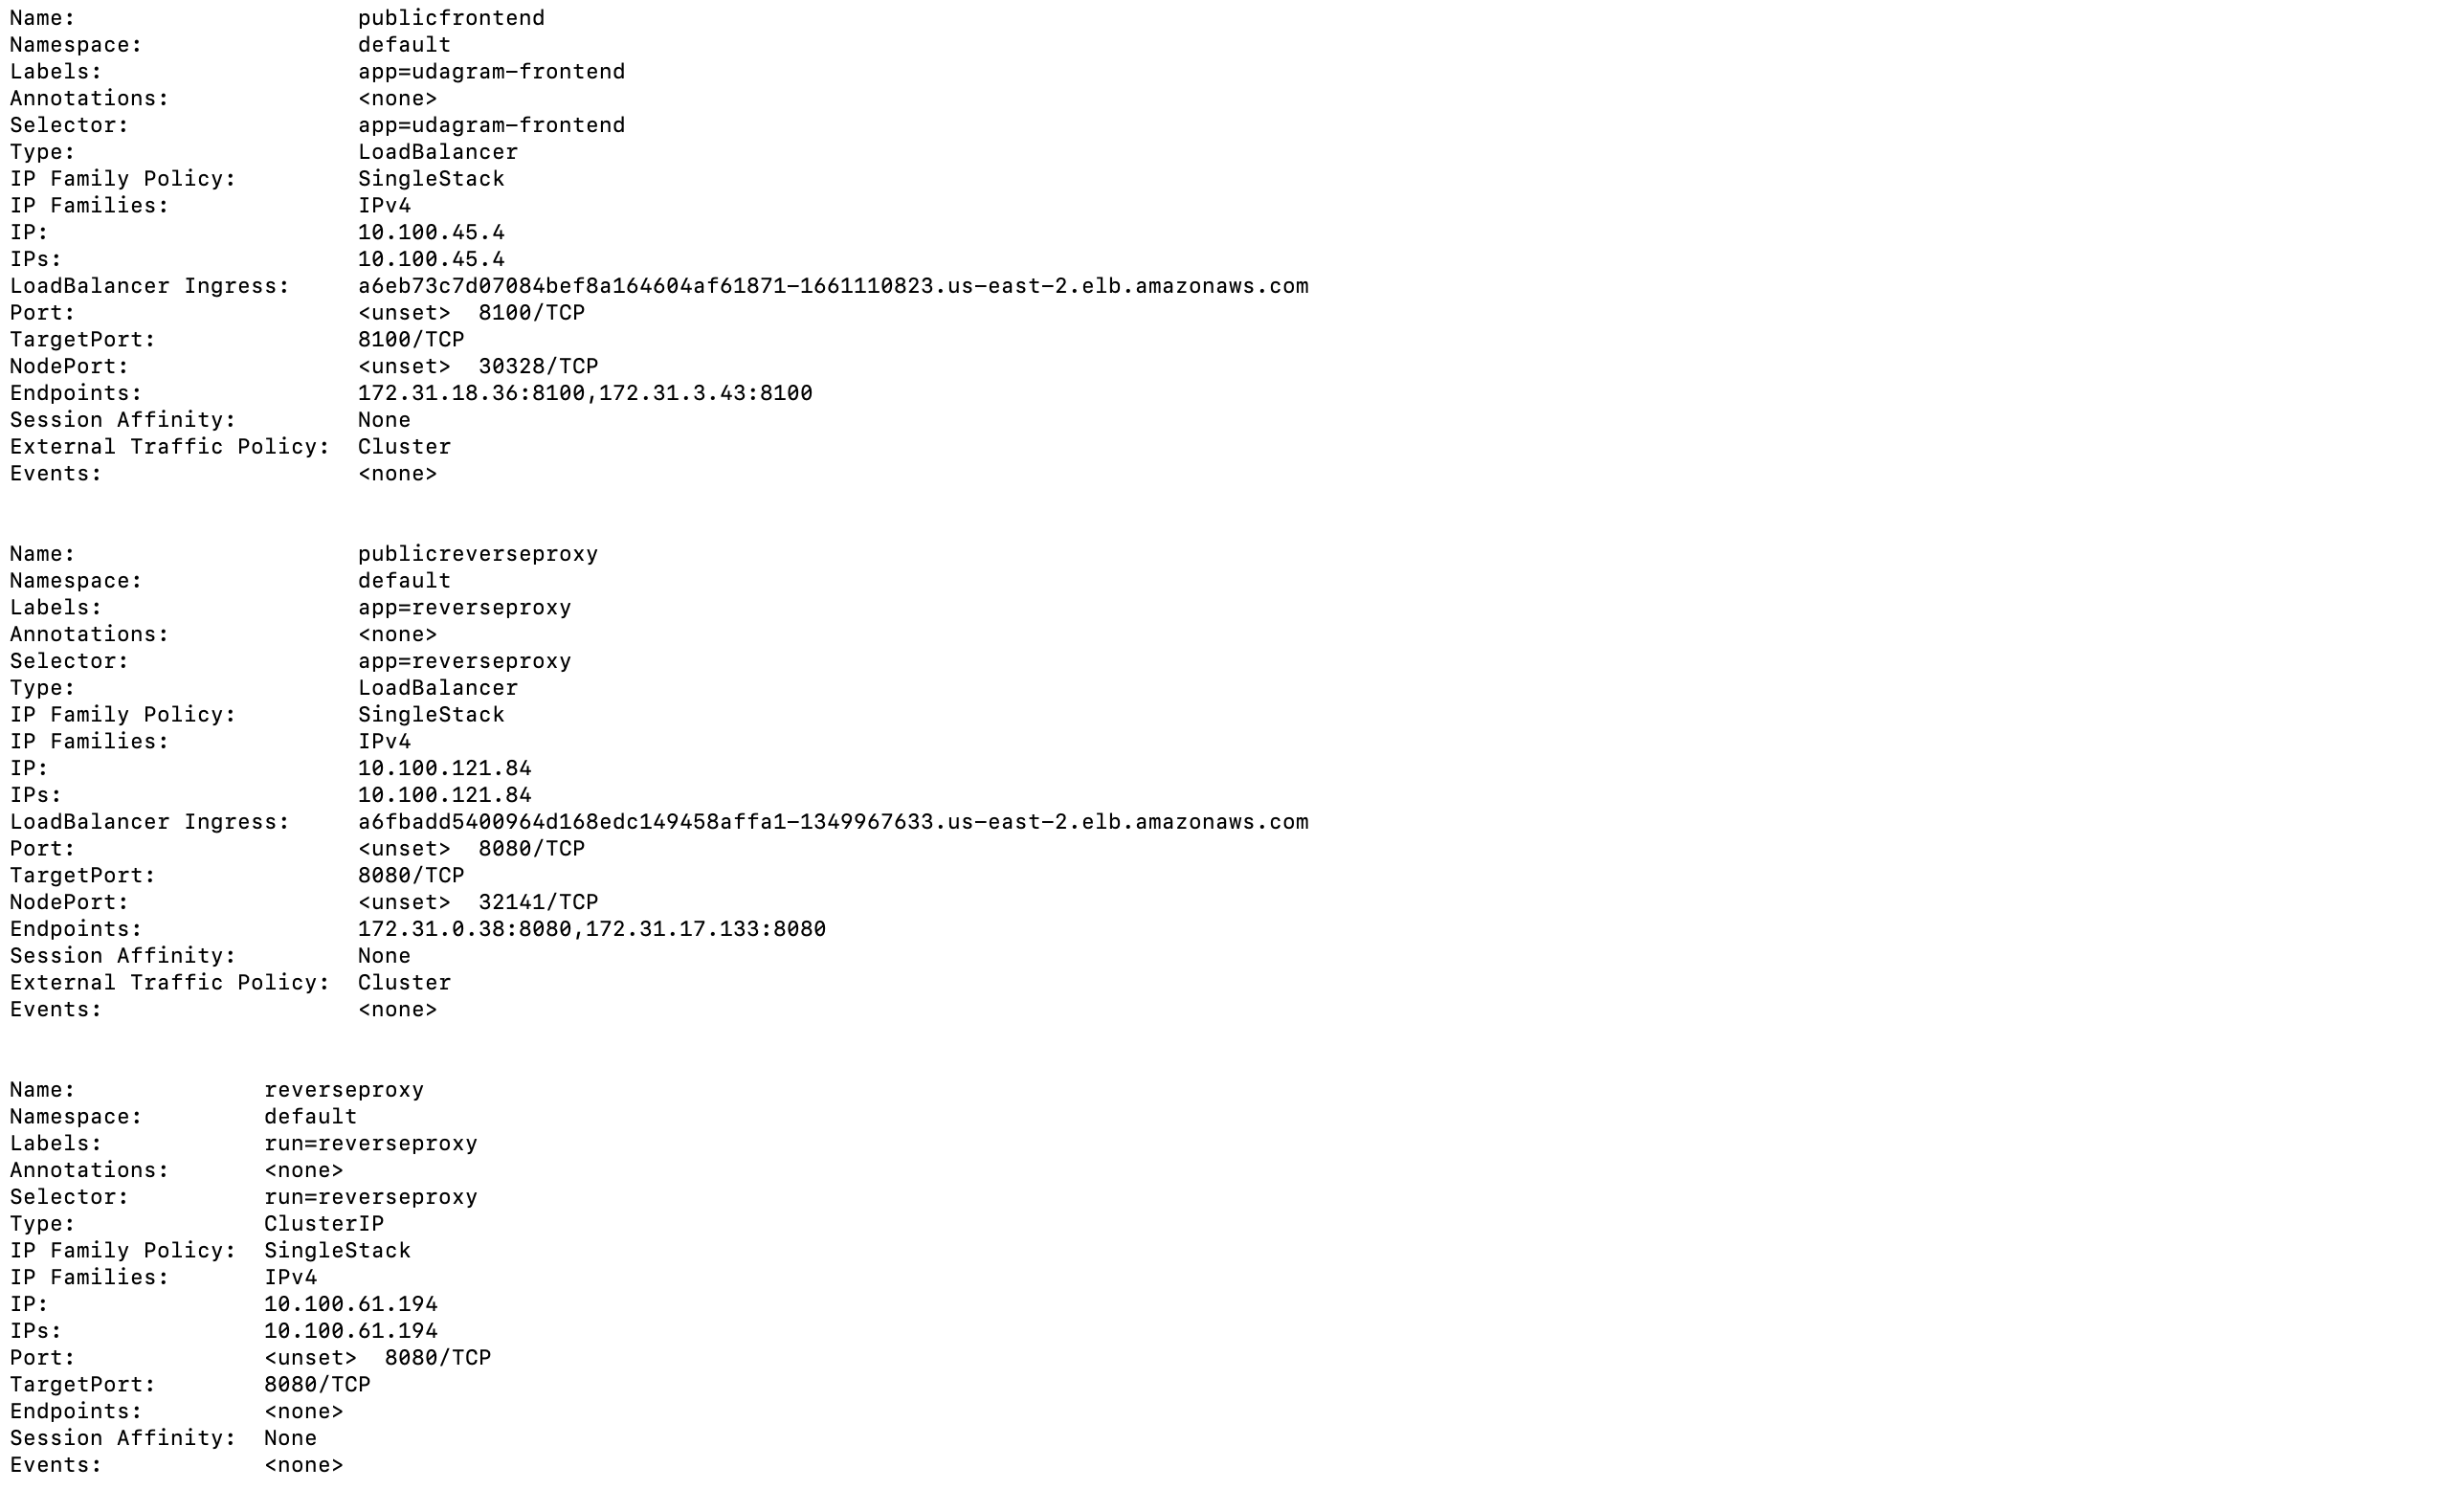 Name:                     publicfrontend
Namespace:                default
Labels:                   app=udagram-frontend
Annotations:              <none>
Selector:                 app=udagram-frontend
Type:                     LoadBalancer
IP Family Policy:         SingleStack
IP Families:              IPv4
IP:                       10.100.45.4
IPs:                      10.100.45.4
LoadBalancer Ingress:     a6eb73c7d07084bef8a164604af61871-1661110823.us-east-2.elb.amazonaws.com
Port:                     <unset>  8100/TCP
TargetPort:               8100/TCP
NodePort:                 <unset>  30328/TCP
Endpoints:                172.31.18.36:8100,172.31.3.43:8100
Session Affinity:         None
External Traffic Policy:  Cluster
Events:                   <none>

Name:                     publicreverseproxy
Namespace:                default
Labels:                   app=reverseproxy
Annotations:              <none>
Selector:                 app=reverseproxy
Type:                     LoadBalancer
IP Family Policy:         SingleStack
IP Families:              IPv4
IP:                       10.100.121.84
IPs:                      10.100.121.84
LoadBalancer Ingress:     a6fbadd5400964d168edc149458affa1-1349967633.us-east-2.elb.amazonaws.com
Port:                     <unset>  8080/TCP
TargetPort:               8080/TCP
NodePort:                 <unset>  32141/TCP
Endpoints:                172.31.0.38:8080,172.31.17.133:8080
Session Affinity:         None
External Traffic Policy:  Cluster
Events:                   <none>

Name:              reverseproxy
Namespace:         default
Labels:            run=reverseproxy
Annotations:       <none>
Selector:          run=reverseproxy
Type:              ClusterIP
IP Family Policy:  SingleStack
IP Families:       IPv4
IP:                10.100.61.194
IPs:               10.100.61.194
Port:              <unset>  8080/TCP
TargetPort:        8080/TCP
Endpoints:         <none>
Session Affinity:  None
Events:            <none>